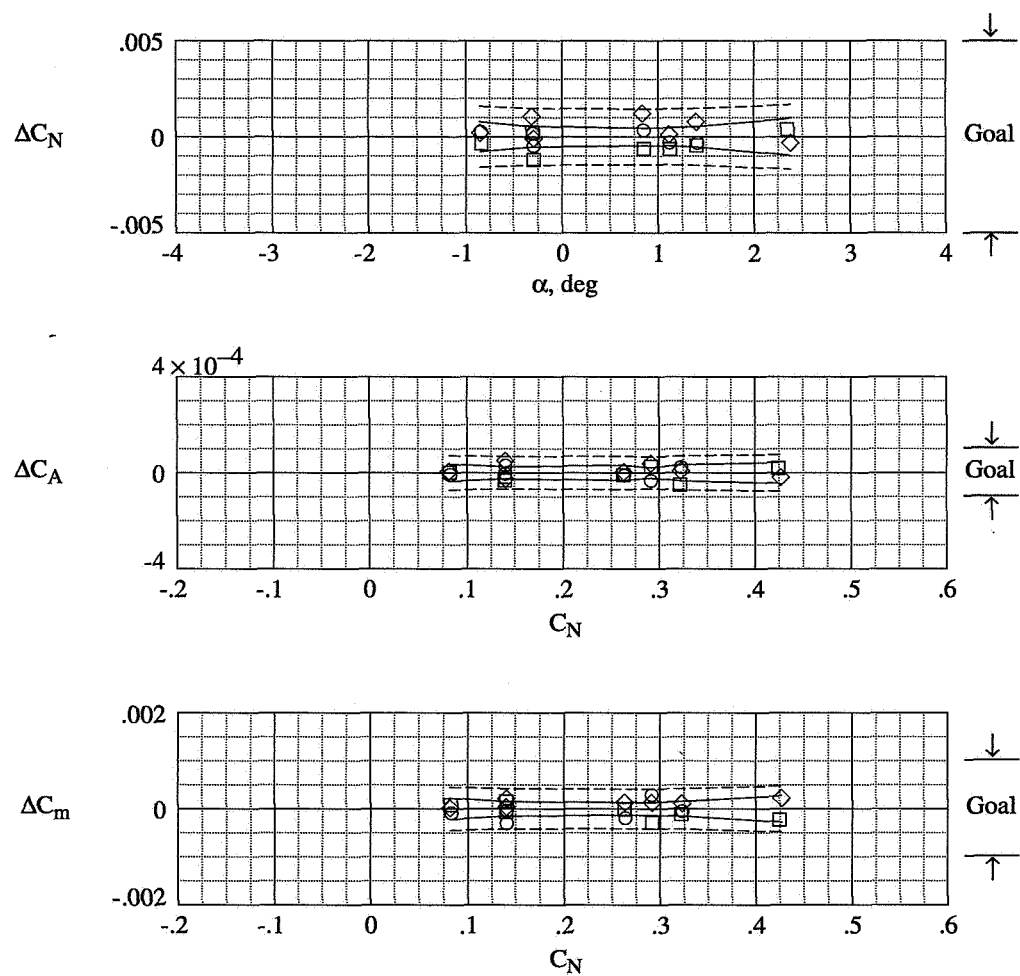 .005
ΔC_N
0
Goal
-.005
-4 -3 -2 -1 0 1 2 3 4
α, deg
4 × 10^−4
ΔC_A
0
Goal
-4
-.2 -.1 0 .1 .2 .3 .4 .5 .6
C_N
.002
ΔC_m
0
Goal
-.002
-.2 -.1 0 .1 .2 .3 .4 .5 .6
C_N